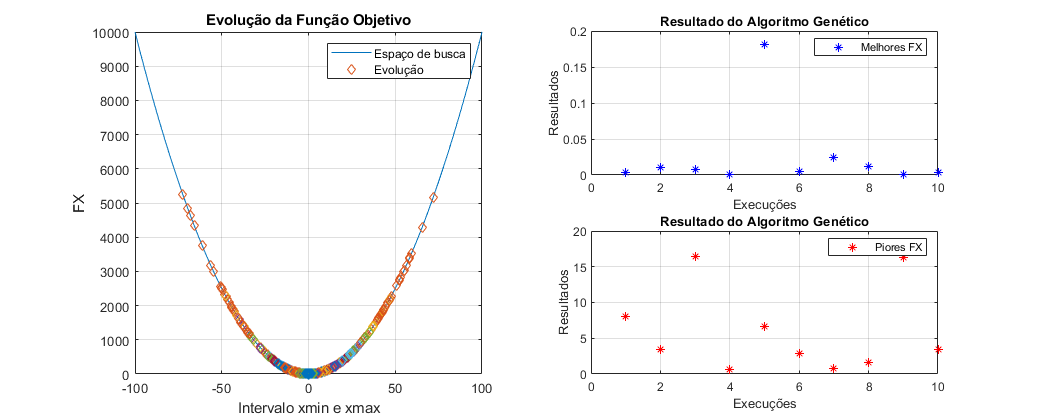 Evolução da Função Objetivo
10000
9000
8000
7000
6000
5000
4000
3000
2000
1000
0
FX
-100
-50
0
50
100
Intervalo xmin e xmax
Espaço de busca
Evolução
Resultado do Algoritmo Genético
0.2
0.15
0.1
0.05
0
Resultados
0
2
4
6
8
10
Execuções
Melhores FX
Resultado do Algoritmo Genético
20
15
10
5
0
Resultados
0
2
4
6
8
10
Execuções
Piores FX